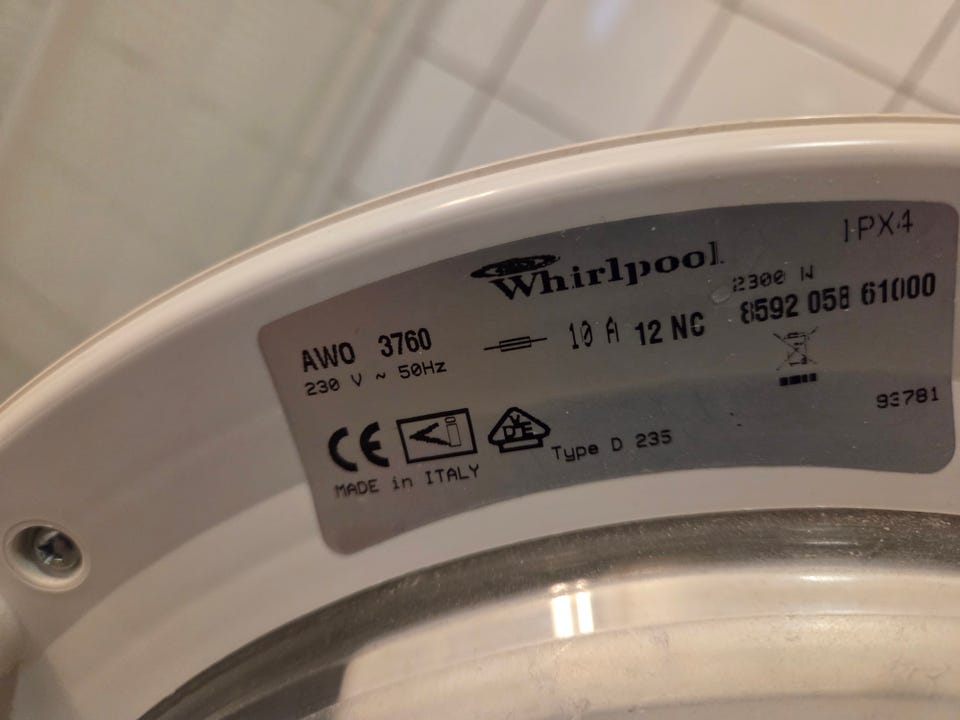 IPX4
Whirlpool
2300 W
AWO 3760 10 A 12 NC 8592 058 61000
230 V ~ 50Hz
93781
CE VDE Type D 235
MADE in ITALY